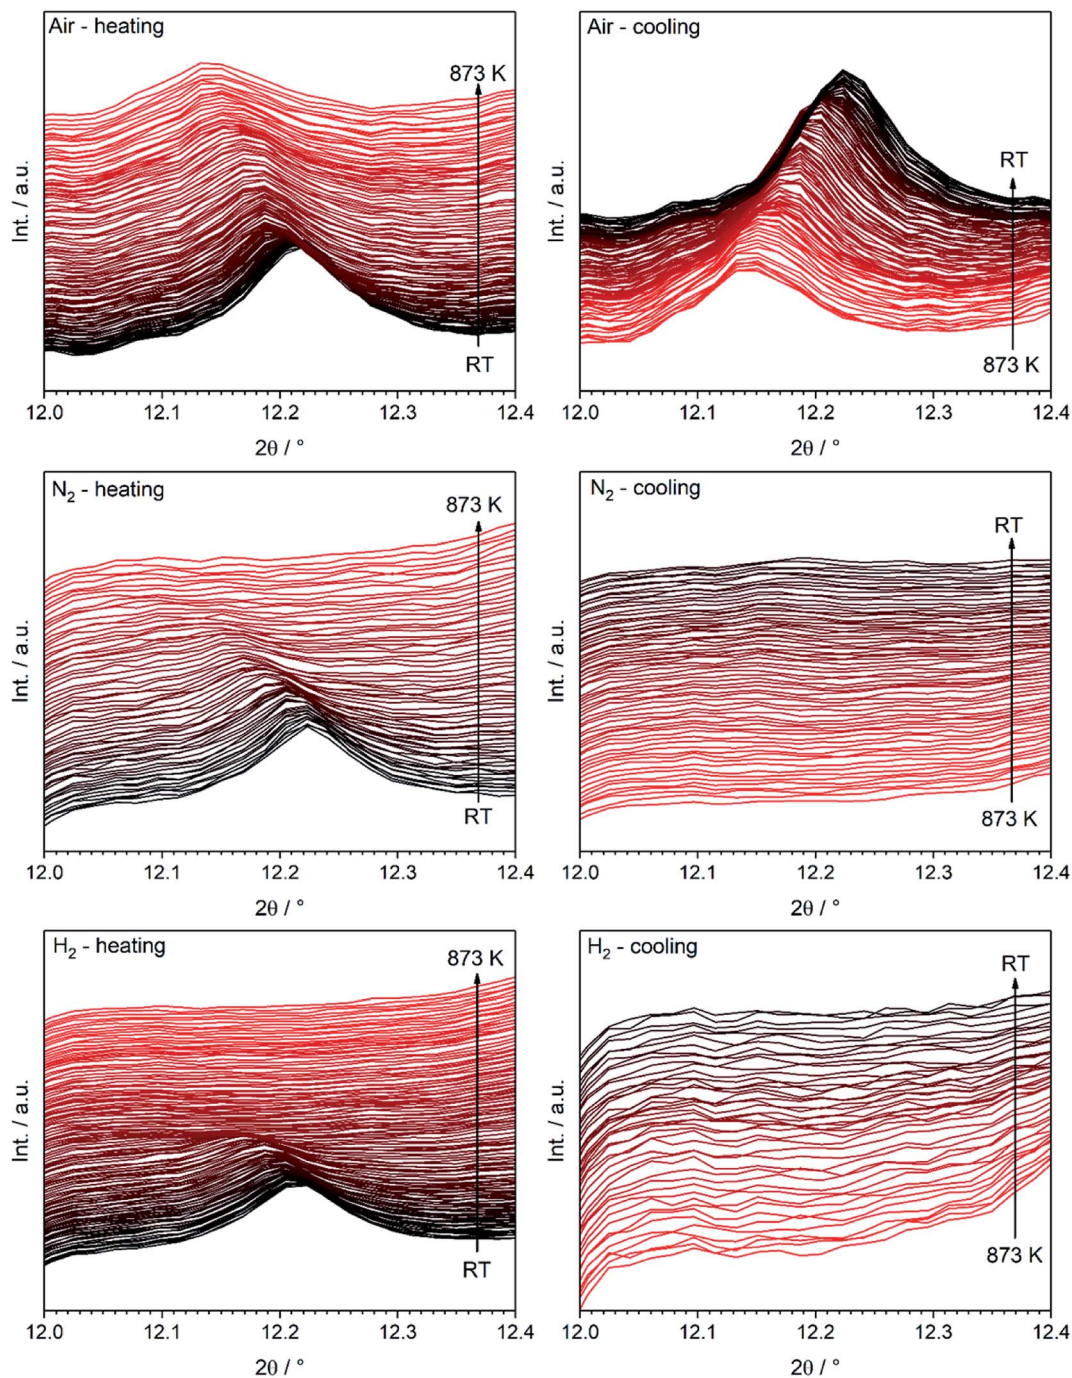 Air - heating
873 K
Int. / a.u.
RT
12.0 12.1 12.2 12.3 12.4
2θ / °
Air - cooling
RT
Int. / a.u.
873 K
12.0 12.1 12.2 12.3 12.4
2θ / °
N2 - heating
873 K
Int. / a.u.
RT
12.0 12.1 12.2 12.3 12.4
2θ / °
N2 - cooling
RT
Int. / a.u.
873 K
12.0 12.1 12.2 12.3 12.4
2θ / °
H2 - heating
873 K
Int. / a.u.
RT
12.0 12.1 12.2 12.3 12.4
2θ / °
H2 - cooling
RT
Int. / a.u.
873 K
12.0 12.1 12.2 12.3 12.4
2θ / °